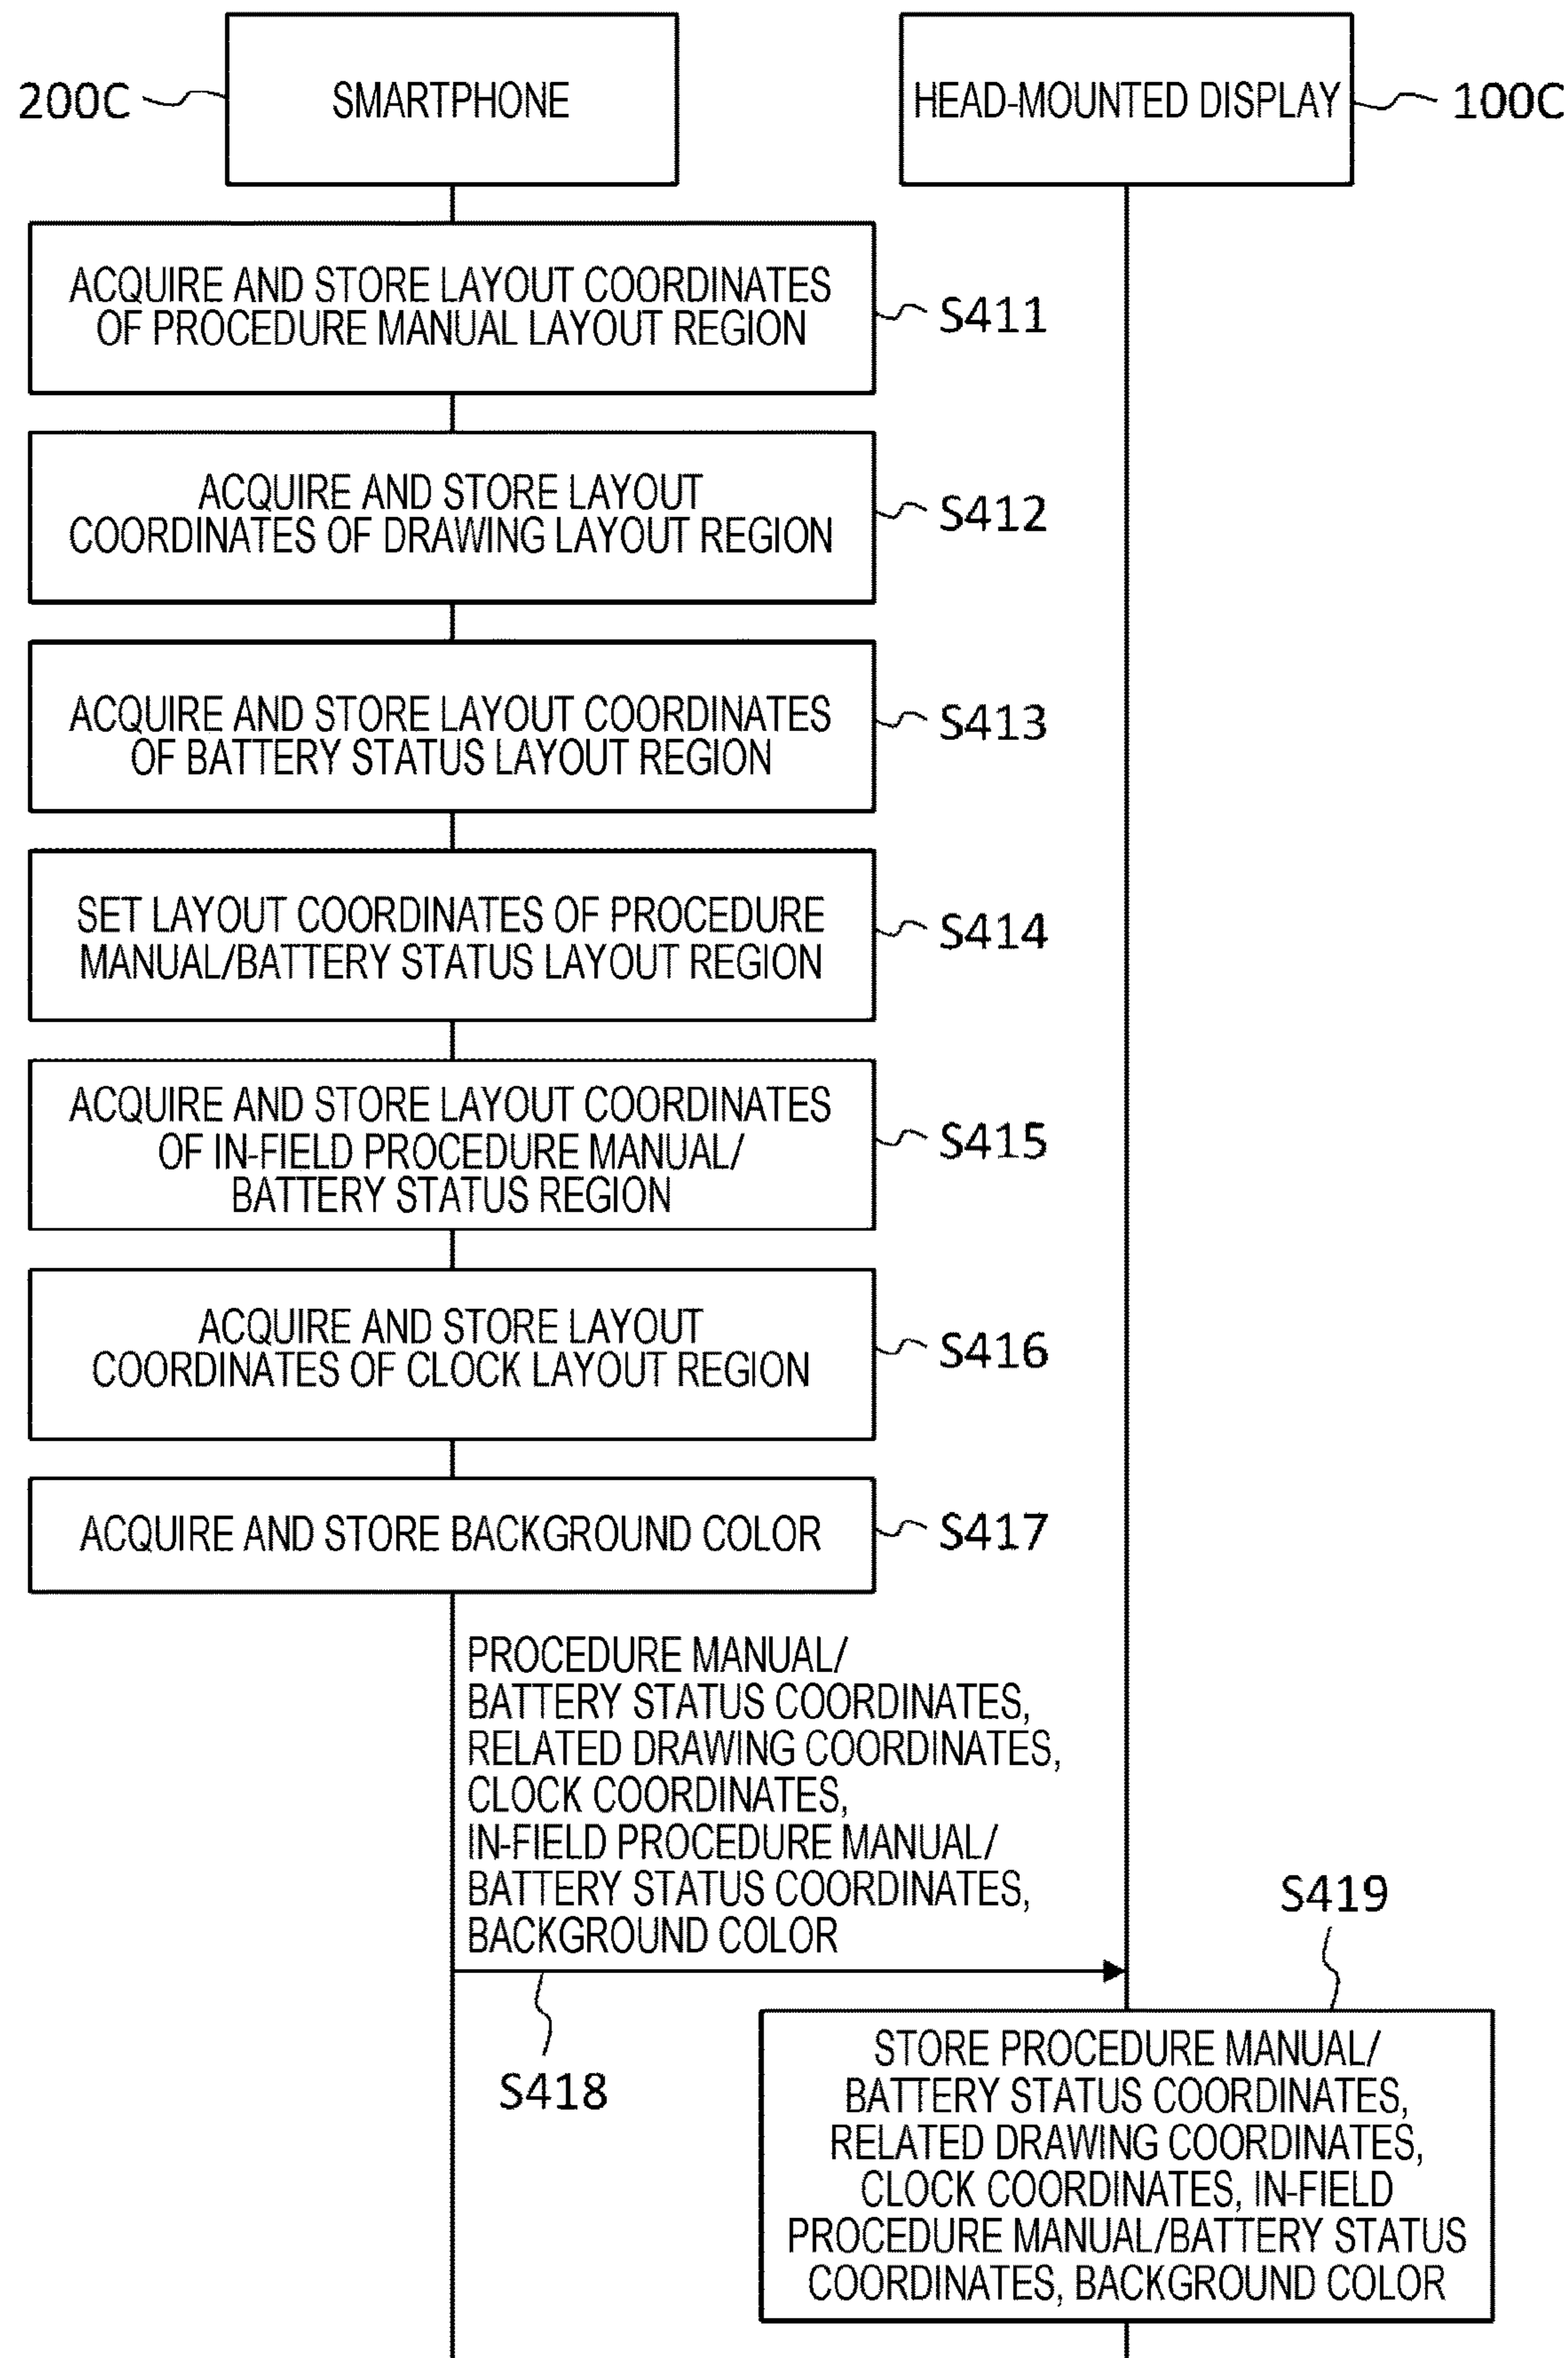 200C
SMARTPHONE
HEAD-MOUNTED DISPLAY
100C
ACQUIRE AND STORE LAYOUT COORDINATES
OF PROCEDURE MANUAL LAYOUT REGION
S411
ACQUIRE AND STORE LAYOUT
COORDINATES OF DRAWING LAYOUT REGION
S412
ACQUIRE AND STORE LAYOUT COORDINATES
OF BATTERY STATUS LAYOUT REGION
S413
SET LAYOUT COORDINATES OF PROCEDURE
MANUAL/BATTERY STATUS LAYOUT REGION
S414
ACQUIRE AND STORE LAYOUT COORDINATES
OF IN-FIELD PROCEDURE MANUAL/
BATTERY STATUS REGION
S415
ACQUIRE AND STORE LAYOUT
COORDINATES OF CLOCK LAYOUT REGION
S416
ACQUIRE AND STORE BACKGROUND COLOR
S417
PROCEDURE MANUAL/
BATTERY STATUS COORDINATES,
RELATED DRAWING COORDINATES,
CLOCK COORDINATES,
IN-FIELD PROCEDURE MANUAL/
BATTERY STATUS COORDINATES,
BACKGROUND COLOR
S418
S419
STORE PROCEDURE MANUAL/
BATTERY STATUS COORDINATES,
RELATED DRAWING COORDINATES,
CLOCK COORDINATES, IN-FIELD
PROCEDURE MANUAL/BATTERY STATUS
COORDINATES, BACKGROUND COLOR